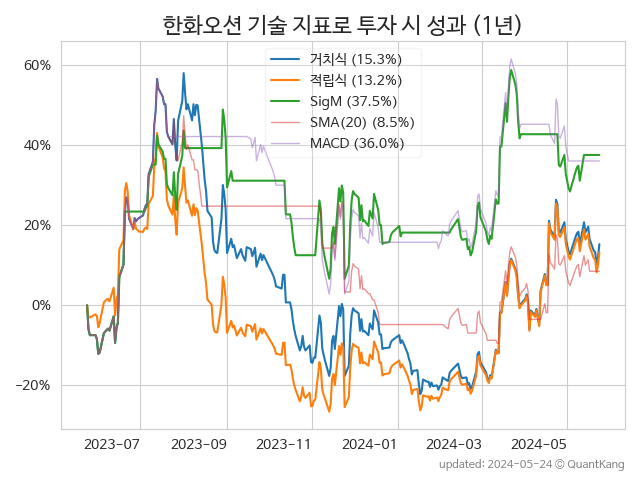 한화오션 기술 지표로 투자 시 성과 (1년)
거치식 (15.3%)
적립식 (13.2%)
SigM (37.5%)
SMA(20) (8.5%)
MACD (36.0%)
60%
40%
20%
0%
−20%
2023-07
2023-09
2023-11
2024-01
2024-03
2024-05
updated: 2024-05-24 ⓒ QuantKang